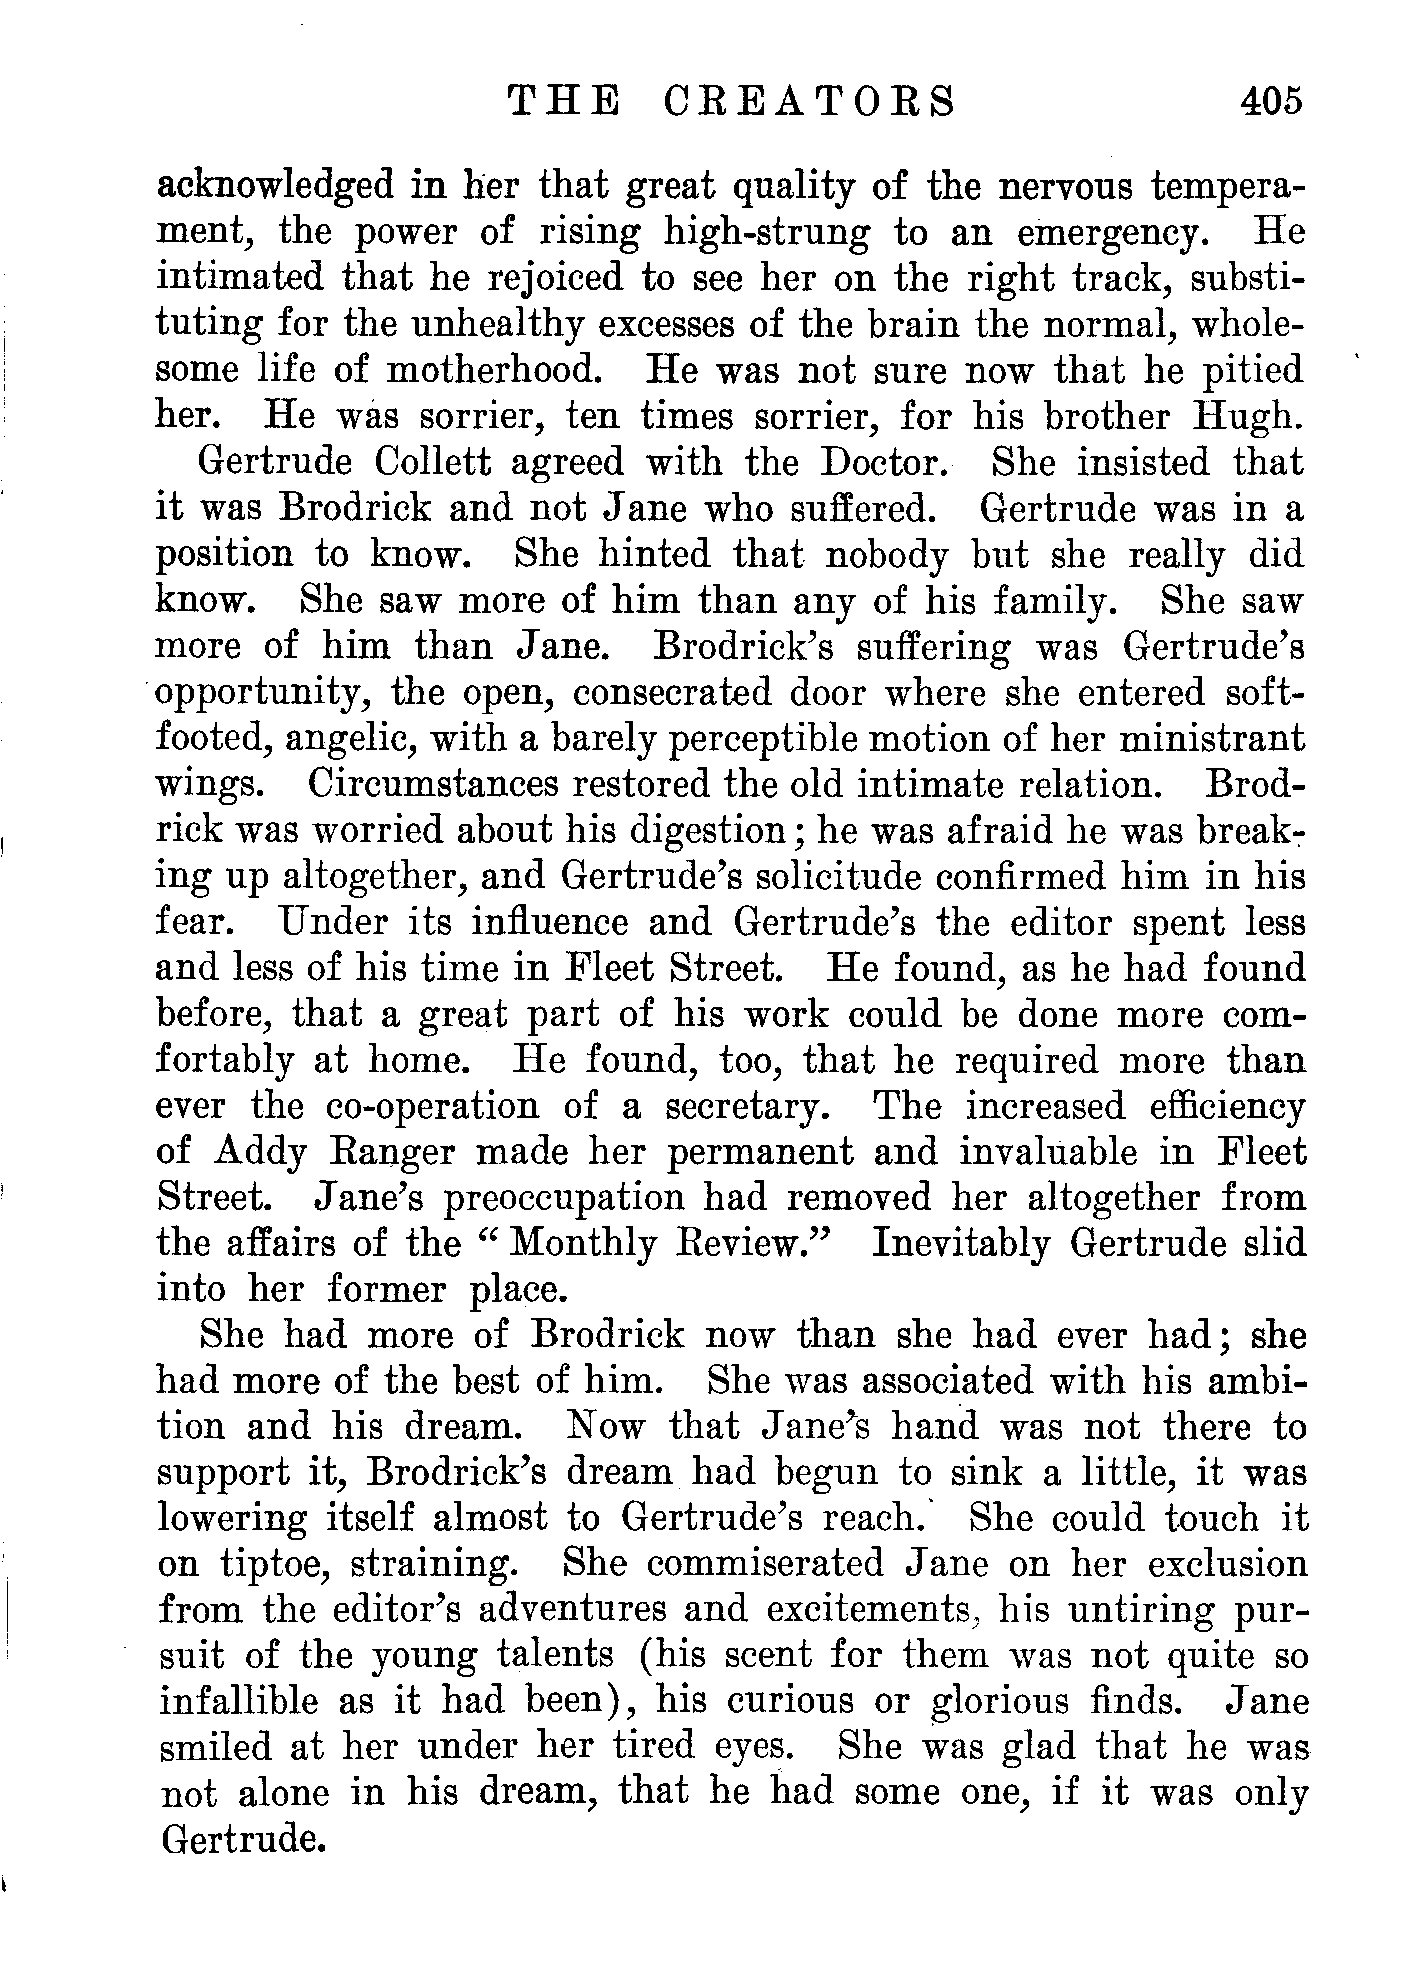 THE CREATORS 405
acknowledged in her that great quality of the nervous tempera-
ment, the power of rising high-strung to an emergency. He
intimated that he rejoiced to see her on the right track, substi-
tuting for the unhealthy excesses of the brain the normal, whole-
some life of motherhood. He was not sure now that he pitied
her. He was sorrier, ten times sorrier, for his brother Hugh.
Gertrude Collett agreed with the Doctor. She insisted that
it was Brodrick and not Jane who suffered. Gertrude was in a
position to know. She hinted that nobody but she really did
know. She saw more of him than any of his family. She saw
more of him than Jane. Brodrick's suffering was Gertrude's
opportunity, the open, consecrated door where she entered soft-
footed, angelic, with a barely perceptible motion of her ministrant
wings. Circumstances restored the old intimate relation. Brod-
rick was worried about his digestion; he was afraid he was break-
ing up altogether, and Gertrude's solicitude confirmed him in his
fear. Under its influence and Gertrude's the editor spent less
and less of his time in Fleet Street. He found, as he had found
before, that a great part of his work could be done more com-
fortably at home. He found, too, that he required more than
ever the co-operation of a secretary. The increased efficiency
of Addy Ranger made her permanent and invaluable in Fleet
Street. Jane's preoccupation had removed her altogether from
the affairs of the "Monthly Review." Inevitably Gertrude slid
into her former place.
She had more of Brodrick now than she had ever had; she
had more of the best of him. She was associated with his ambi-
tion and his dream. Now that Jane's hand was not there to
support it, Brodrick's dream had begun to sink a little, it was
lowering itself almost to Gertrude's reach. She could touch it
on tiptoe, straining. She commiserated Jane on her exclusion
from the editor's adventures and excitements, his untiring pur-
suit of the young talents (his scent for them was not quite so
infallible as it had been), his curious or glorious finds. Jane
smiled at her under her tired eyes. She was glad that he was
not alone in his dream, that he had some one, if it was only
Gertrude.